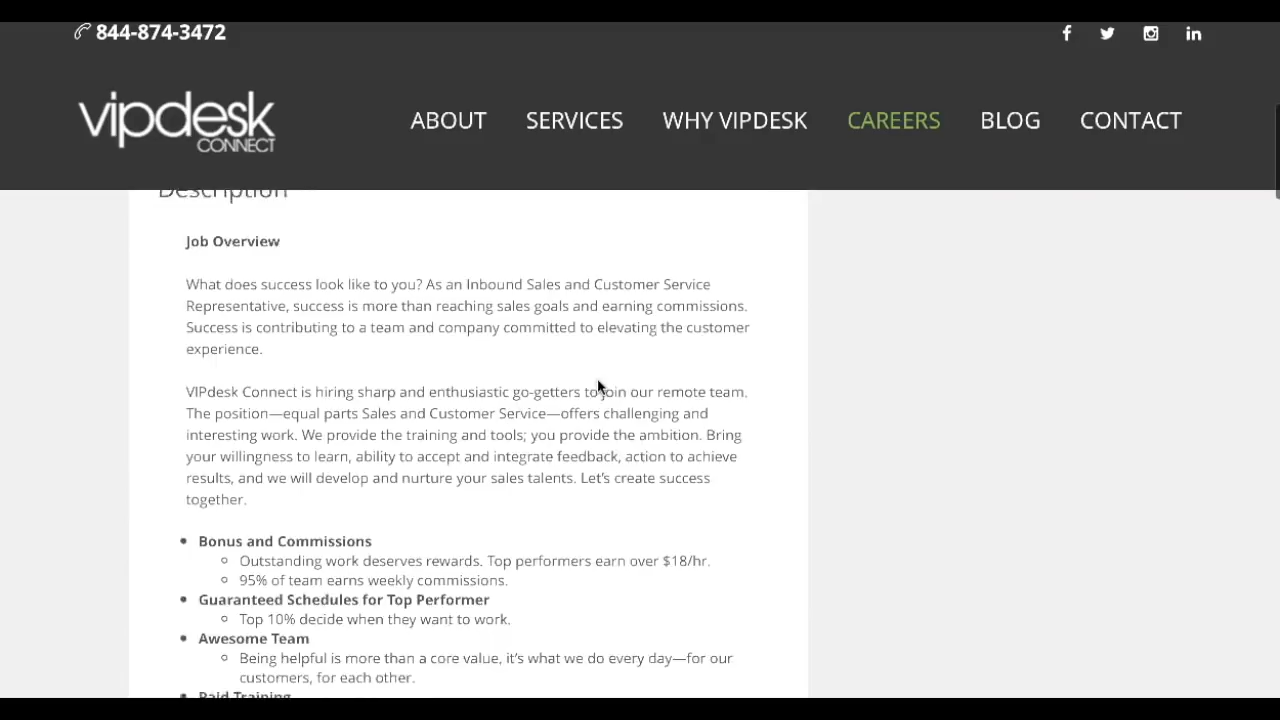 844-874-3472
vipdesk
CONNECT
ABOUT SERVICES WHY VIPDESK CAREERS BLOG CONTACT
Description
Job Overview
What does success look like to you? As an Inbound Sales and Customer Service
Representative, success is more than reaching sales goals and earning commissions.
Success is contributing to a team and company committed to elevating the customer
experience.
VIPdesk Connect is hiring sharp and enthusiastic go-getters to join our remote team.
The position—equal parts Sales and Customer Service—offers challenging and
interesting work. We provide the training and tools; you provide the ambition. Bring
your willingness to learn, ability to accept and integrate feedback, action to achieve
results, and we will develop and nurture your sales talents. Let's create success
together.
• Bonus and Commissions
○ Outstanding work deserves rewards. Top performers earn over $18/hr.
○ 95% of team earns weekly commissions.
• Guaranteed Schedules for Top Performer
○ Top 10% decide when they want to work.
• Awesome Team
○ Being helpful is more than a core value, it's what we do every day—for our
customers, for each other.
• Paid Training